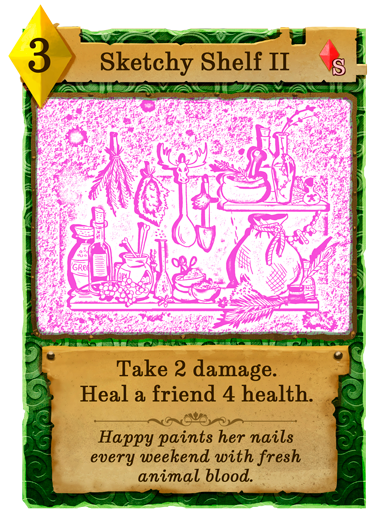 3
Sketchy Shelf II
S
Take 2 damage.
Heal a friend 4 health.
Happy paints her nails
every weekend with fresh
animal blood.